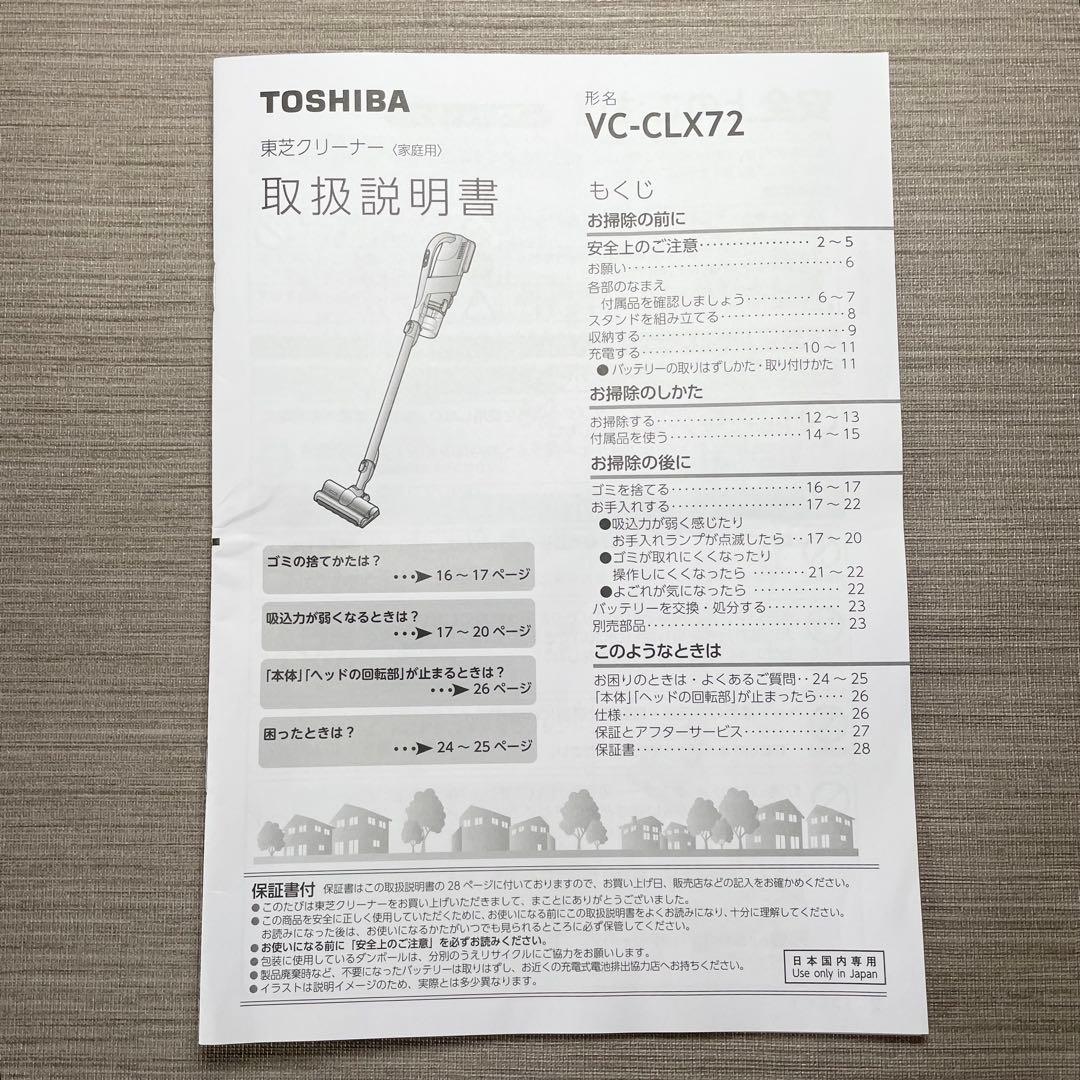 TOSHIBA
東芝クリーナー〈家庭用〉
取扱説明書
形名
VC-CLX72
もくじ
お掃除の前に
安全上のご注意・・・・・・・・・・・・・・・・・ 2～5
お願い・・・・・・・・・・・・・・・・・・・・・・・・・・・・・・・6
各部のなまえ
付属品を確認しましょう・・・・・・・・・・ 6～7
スタンドを組み立てる・・・・・・・・・・・・・・・・・・・8
収納する・・・・・・・・・・・・・・・・・・・・・・・・・・・・9
充電する・・・・・・・・・・・・・・・・・・・・・・・10～11
●バッテリーの取りはずしかた・取り付けかた 11
お掃除のしかた
お掃除する・・・・・・・・・・・・・・・・・・・・・12～13
付属品を使う・・・・・・・・・・・・・・・・・・・14～15
お掃除の後に
ゴミを捨てる・・・・・・・・・・・・・・・・・・・16～17
お手入れする・・・・・・・・・・・・・・・・・・・17～22
●吸込力が弱く感じたり
お手入れランプが点滅したら ・・17～20
●ゴミが取れにくくなったり
操作しにくくなったら ・・・・・・・・21～22
●よごれが気になったら ・・・・・・・・・・・・・22
バッテリーを交換・処分する・・・・・・・・・・・ 23
別売部品・・・・・・・・・・・・・・・・・・・・・・・・・・・・ 23
このようなときは
お困りのときは・よくあるご質問・・24～25
「本体」「ヘッドの回転部」が止まったら・・・・ 26
仕様・・・・・・・・・・・・・・・・・・・・・・・・・・・・・・・・ 26
保証とアフターサービス・・・・・・・・・・・・・・・27
保証書・・・・・・・・・・・・・・・・・・・・・・・・・・・・・・ 28
ゴミの捨てかたは？
・・・➤ 16～17ページ
吸込力が弱くなるときは？
・・・➤ 17～20ページ
「本体」「ヘッドの回転部」が止まるときは？
・・・➤ 26ページ
困ったときは？
・・・➤ 24～25ページ
保証書付 保証書はこの取扱説明書の28ページに付いておりますので、お買い上げ日、販売店などの記入をお確かめください。
●このたびは東芝クリーナーをお買い上げいただきまして、まことにありがとうございました。
●この商品を安全に正しく使用していただくために、お使いになる前にこの取扱説明書をよくお読みになり、十分に理解してください。
お読みになった後は、お使いになるかたがいつでも見られるところに必ず保管してください。
●お使いになる前に「安全上のご注意」を必ずお読みください。
●包装に使用しているダンボールは、分別のうえリサイクルにご協力をお願いします。
●製品廃棄時など、不要になったバッテリーは取りはずし、お近くの充電式電池排出協力店へお持ちください。
●イラストは説明イメージのため、実際とは多少異なります。
日本国内専用
Use only in Japan